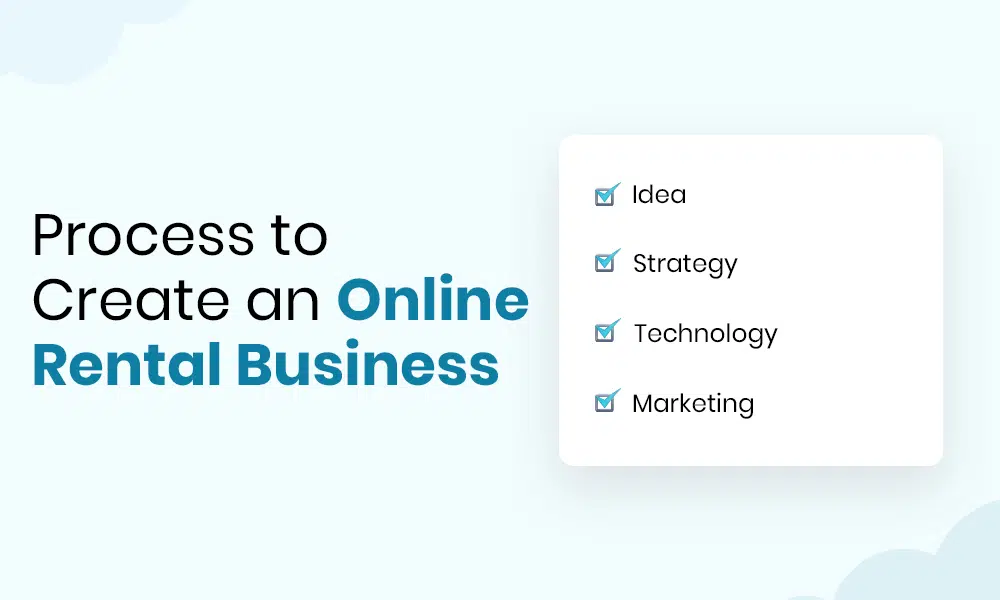 Process to
Create an Online
Rental Business
Idea
Strategy
Technology
Marketing